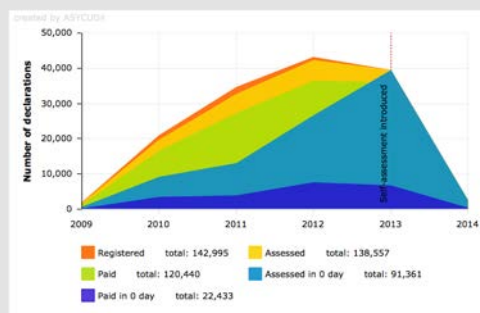 created by ASYCUDA
50,000
40,000
30,000
20,000
10,000
0
Number of declarations
Self-assessment introduced
2009 2010 2011 2012 2013 2014
Registered total: 142,995 Assessed total: 138,557
Paid total: 120,440 Assessed in 0 day total: 91,361
Paid in 0 day total: 22,433